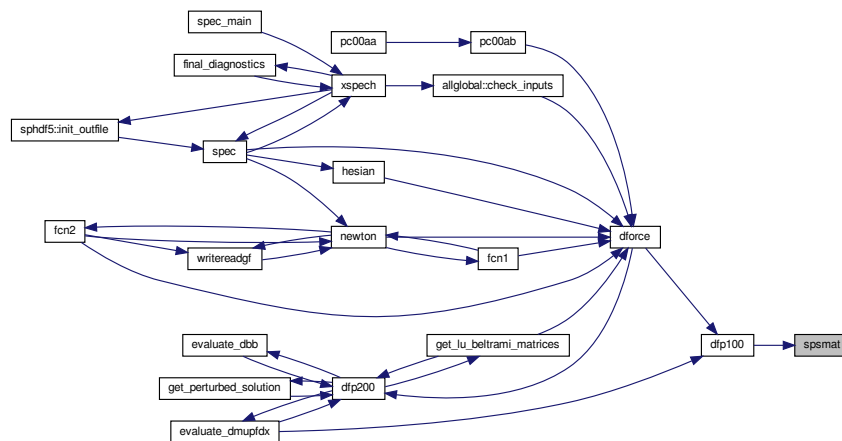 spec_main
pc00aa
pc00ab
final_diagnostics
xspech
allglobal::check_inputs
sphdf5::init_outfile
spec
hesian
fcn2
newton
dforce
writereadgf
fcn1
evaluate_dbb
get_lu_beltrami_matrices
dfp100
spsmat
get_perturbed_solution
dfp200
evaluate_dmupfdx